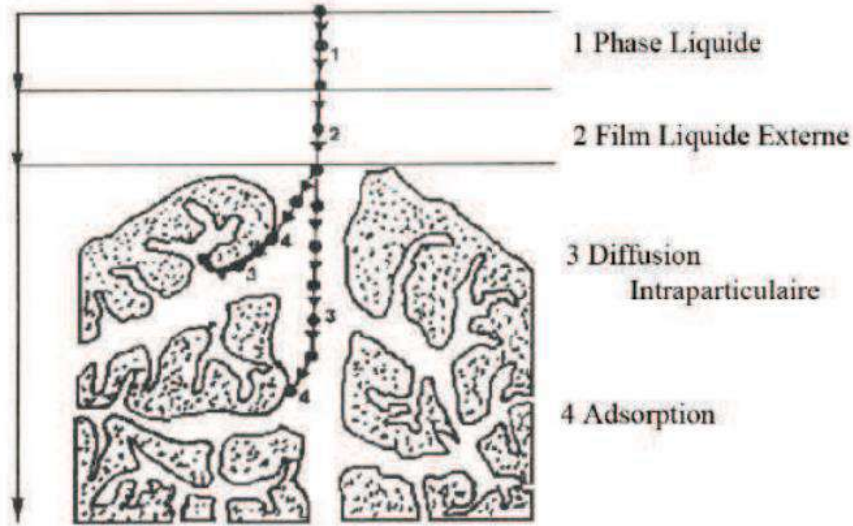 1 Phase Liquide
1
2 Film Liquide Externe
2
4
3
3 Diffusion
Intraparticulaire
3
4
4 Adsorption